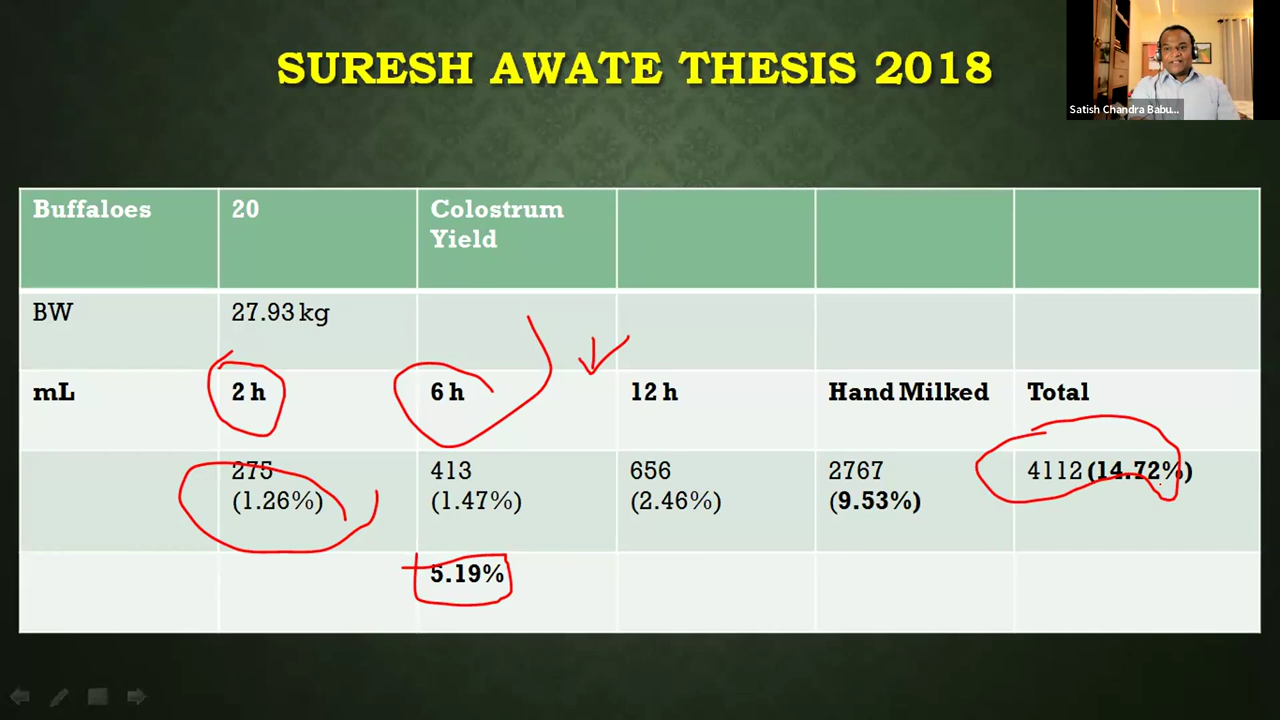 SURESH AWATE THESIS 2018
Satish Chandra Babu...
Buffaloes 20 Colostrum
Yield
BW 27.93 kg
mL 2 h 6 h 12 h Hand Milked Total
275 413 656 2767 4112 (14.72%)
(1.26%) (1.47%) (2.46%) (9.53%)
5.19%